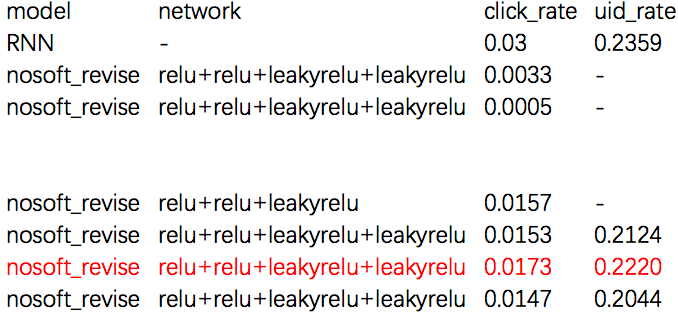 model network click_rate uid_rate
RNN - 0.03 0.2359
nosoft_revise relu+relu+leakyrelu+leakyrelu 0.0033 -
nosoft_revise relu+relu+leakyrelu+leakyrelu 0.0005 -
nosoft_revise relu+relu+leakyrelu 0.0157 -
nosoft_revise relu+relu+leakyrelu+leakyrelu 0.0153 0.2124
nosoft_revise relu+relu+leakyrelu+leakyrelu 0.0173 0.2220
nosoft_revise relu+relu+leakyrelu+leakyrelu 0.0147 0.2044